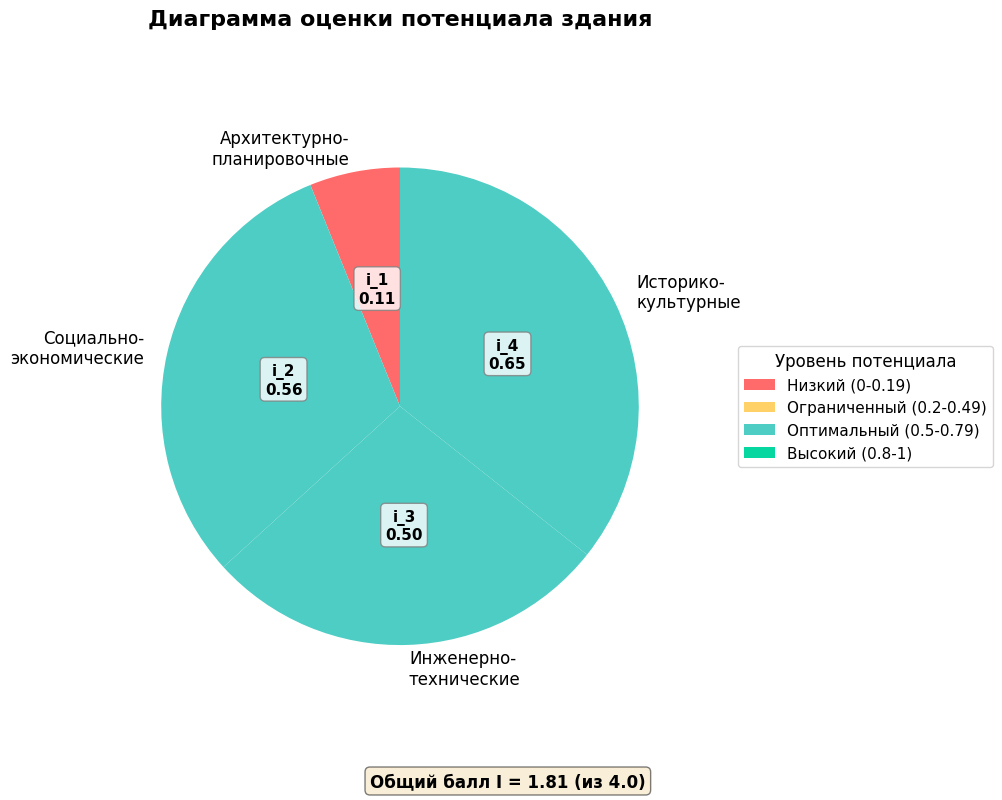 Диаграмма оценки потенциала здания
Архитектурно-
планировочные
i_1
0.11
Историко-
культурные
i_4
0.65
Социально-
экономические
i_2
0.56
i_3
0.50
Инженерно-
технические
Уровень потенциала
Низкий (0-0.19)
Ограниченный (0.2-0.49)
Оптимальный (0.5-0.79)
Высокий (0.8-1)
Общий балл I = 1.81 (из 4.0)